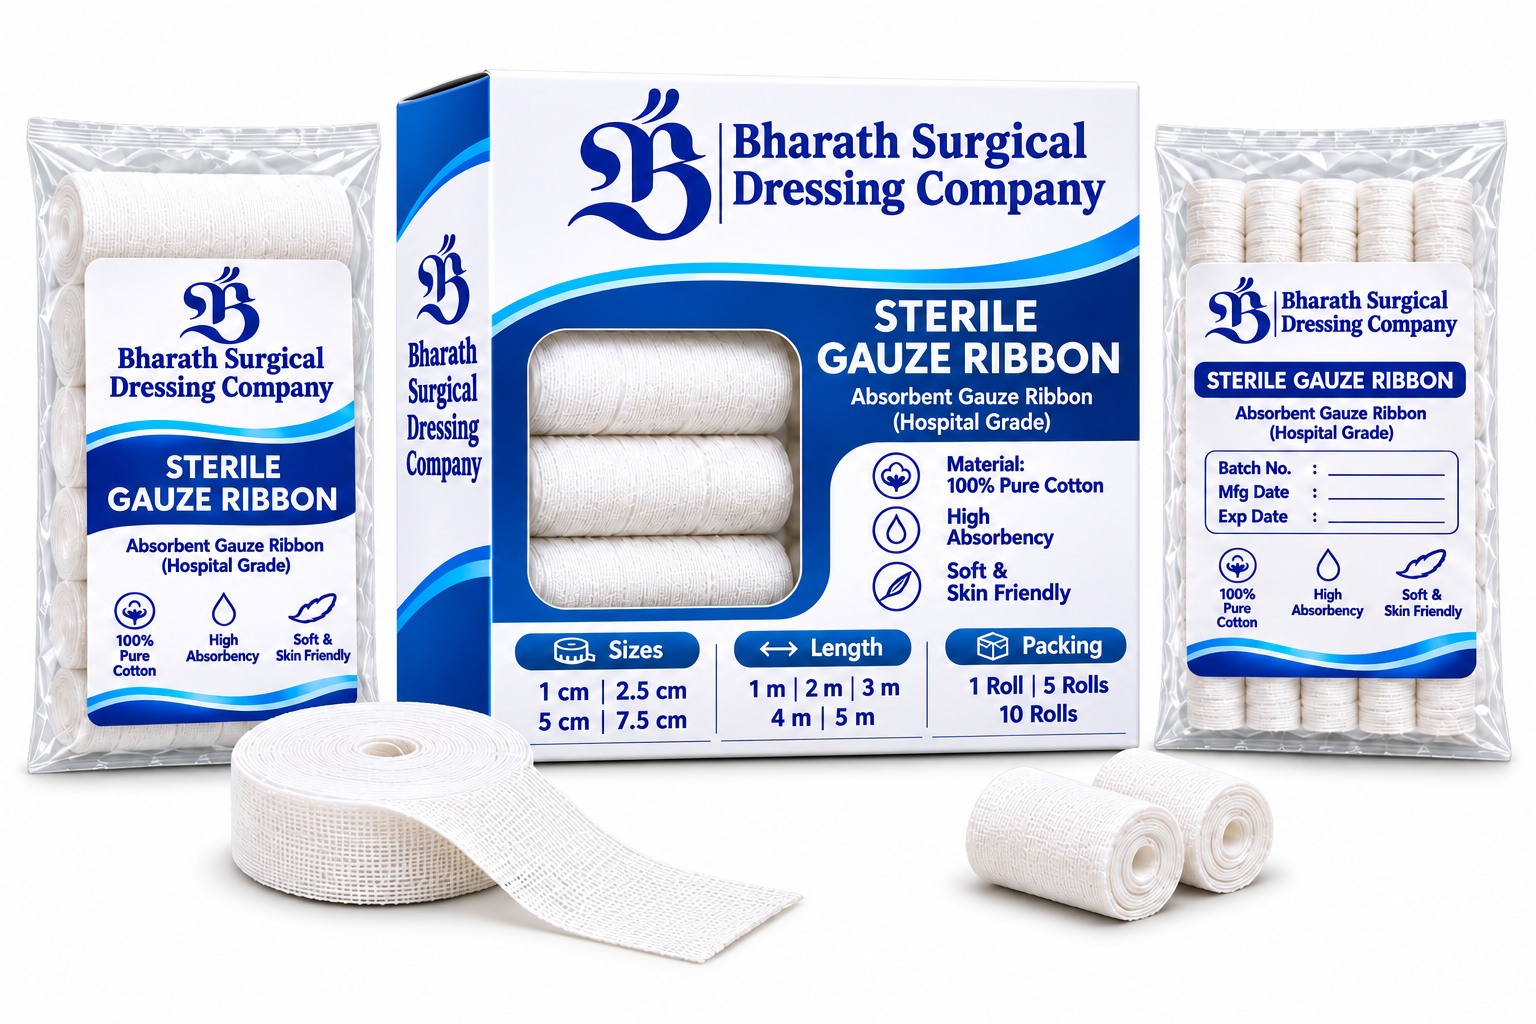 Bharath Surgical
Dressing Company
STERILE
GAUZE RIBBON
Absorbent Gauze Ribbon
(Hospital Grade)
100%
Pure
Cotton
High
Absorbency
Soft &
Skin Friendly
Bharath
Surgical
Dressing
Company
Bharath Surgical
Dressing Company
STERILE
GAUZE RIBBON
Absorbent Gauze Ribbon
(Hospital Grade)
Material:
100% Pure Cotton
High
Absorbency
Soft &
Skin Friendly
Sizes
1 cm | 2.5 cm
5 cm | 7.5 cm
Length
1 m | 2 m | 3 m
4 m | 5 m
Packing
1 Roll | 5 Rolls
10 Rolls
Bharath Surgical
Dressing Company
STERILE GAUZE RIBBON
Absorbent Gauze Ribbon
(Hospital Grade)
Batch No. :
Mfg Date :
Exp Date :
100%
Pure
Cotton
High
Absorbency
Soft &
Skin Friendly